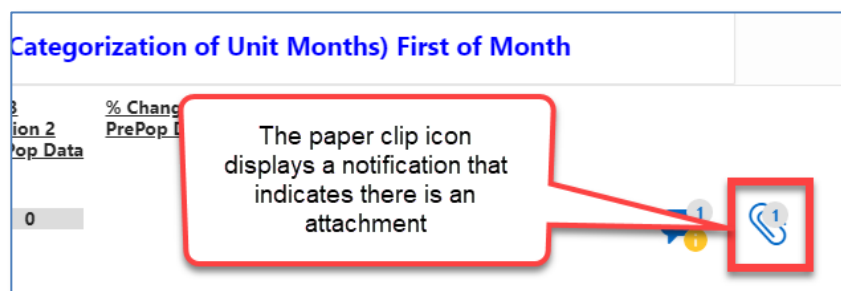 Categorization of Unit Months) First of Month
3
ion 2
Pop Data
% Chang
PrePop D
The paper clip icon
displays a notification that
indicates there is an
attachment
0
1
i
1